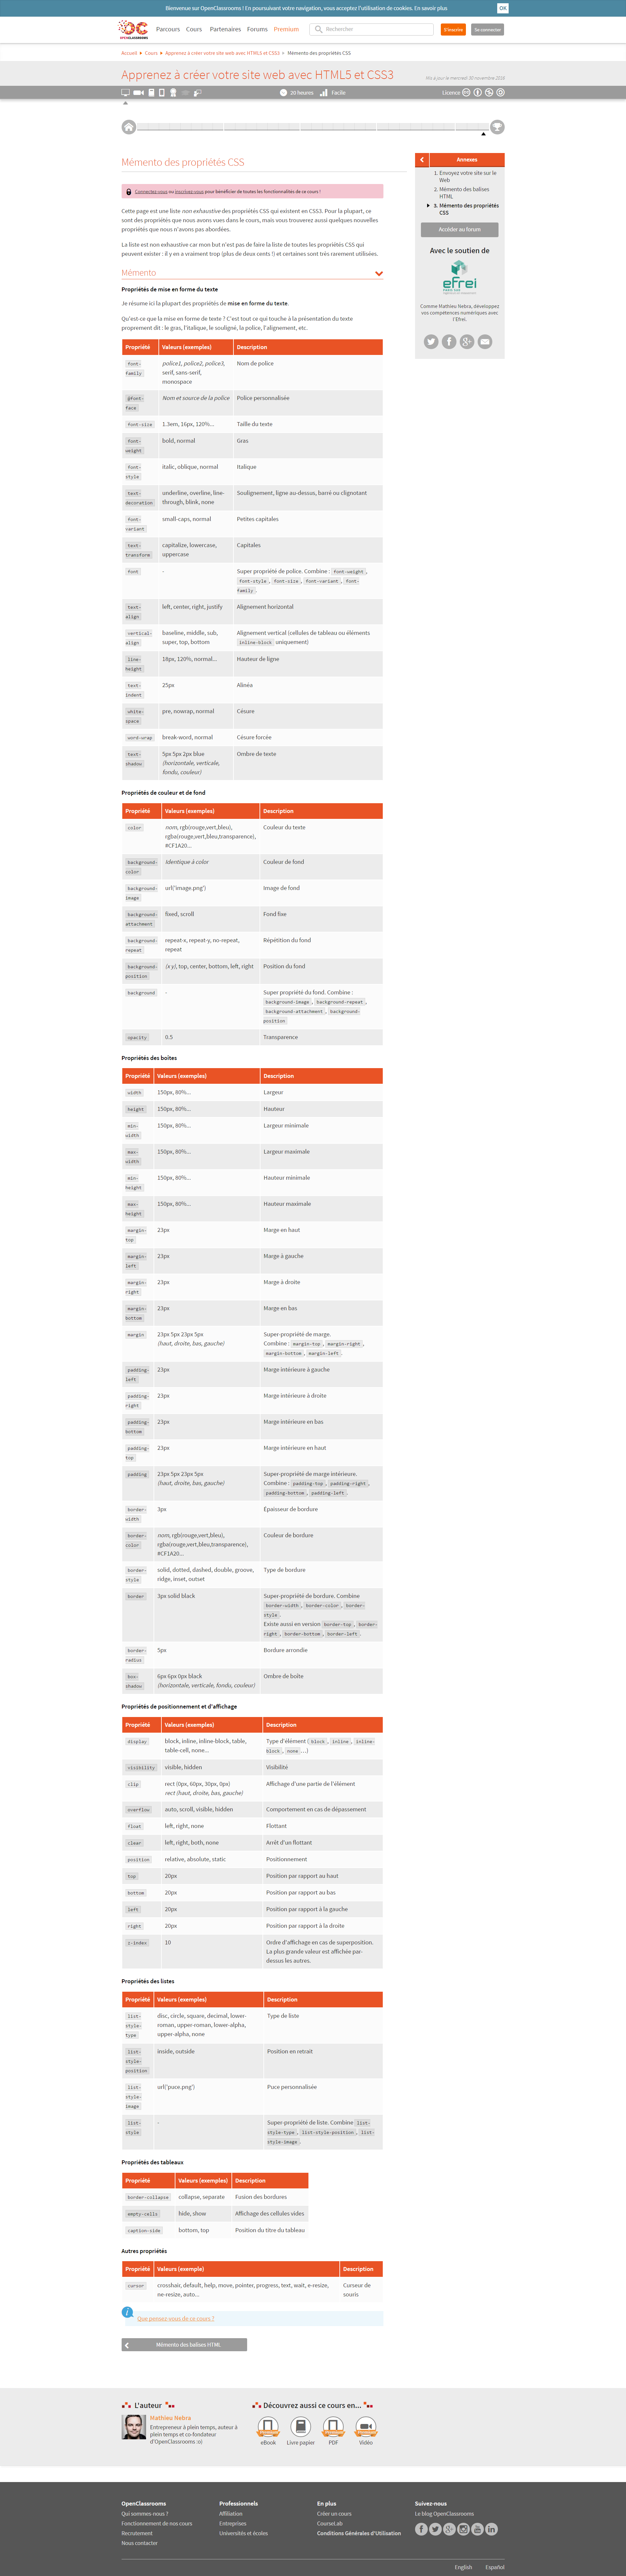 Bienvenue sur OpenClassrooms ! En poursuivant votre navigation, vous acceptez l'utilisation de cookies. En savoir plus
OK
OPENCLASSROOMS
Parcours Cours Partenaires Forums Premium
Rechercher
S'inscrire
Se connecter
Accueil Cours Apprenez à créer votre site web avec HTML5 et CSS3 > Mémento des propriétés CSS
Apprenez à créer votre site web avec HTML5 et CSS3
Mis à jour le mercredi 30 novembre 2016
20 heures
Facile
Licence
Mémento des propriétés CSS
Connectez-vous ou inscrivez-vous pour bénéficier de toutes les fonctionnalités de ce cours !
Cette page est une liste non exhaustive des propriétés CSS qui existent en CSS3. Pour la plupart, ce
sont des propriétés que nous avons vues dans le cours, mais vous trouverez aussi quelques nouvelles
propriétés que nous n'avons pas abordées.
La liste est non exhaustive car mon but n'est pas de faire la liste de toutes les propriétés CSS qui
peuvent exister : il y en a vraiment trop (plus de deux cents !) et certaines sont très rarement utilisées.
Mémento
Propriétés de mise en forme du texte
Je résume ici la plupart des propriétés de mise en forme du texte.
Qu'est-ce que la mise en forme de texte ? C'est tout ce qui touche à la présentation du texte
proprement dit : le gras, l'italique, le souligné, la police, l'alignement, etc.
Propriété Valeurs (exemples) Description
font-family police1, police2, police3, serif, sans-serif, monospace Nom de police
@font-face Nom et source de la police Police personnalisée
font-size 1.3em, 16px, 120%... Taille du texte
font-weight bold, normal Gras
font-style italic, oblique, normal Italique
text-decoration underline, overline, line-through, blink, none Soulignement, ligne au-dessus, barré ou clignotant
font-variant small-caps, normal Petites capitales
text-transform capitalize, lowercase, uppercase Capitales
font - Super propriété de police. Combine : font-weight, font-style, font-size, font-variant, font-family.
text-align left, center, right, justify Alignement horizontal
vertical-align baseline, middle, sub, super, top, bottom Alignement vertical (cellules de tableau ou éléments inline-block uniquement)
line-height 18px, 120%, normal... Hauteur de ligne
text-indent 25px Alinéa
white-space pre, nowrap, normal Césure
word-wrap break-word, normal Césure forcée
text-shadow 5px 5px 2px blue (horizontale, verticale, fondu, couleur) Ombre de texte
Propriétés de couleur et de fond
Propriété Valeurs (exemples) Description
color nom, rgb(rouge,vert,bleu), rgba(rouge,vert,bleu,transparence), #CF1A20... Couleur du texte
background-color Identique à color Couleur de fond
background-image url('image.png') Image de fond
background-attachment fixed, scroll Fond fixe
background-repeat repeat-x, repeat-y, no-repeat, repeat Répétition du fond
background-position (x y), top, center, bottom, left, right Position du fond
background - Super propriété du fond. Combine : background-image, background-repeat, background-attachment, background-position
opacity 0.5 Transparence
Propriétés des boîtes
Propriété Valeurs (exemples) Description
width 150px, 80%... Largeur
height 150px, 80%... Hauteur
min-width 150px, 80%... Largeur minimale
max-width 150px, 80%... Largeur maximale
min-height 150px, 80%... Hauteur minimale
max-height 150px, 80%... Hauteur maximale
margin-top 23px Marge en haut
margin-left 23px Marge à gauche
margin-right 23px Marge à droite
margin-bottom 23px Marge en bas
margin 23px 5px 23px 5px (haut, droite, bas, gauche) Super-propriété de marge. Combine : margin-top, margin-right, margin-bottom, margin-left.
padding-left 23px Marge intérieure à gauche
padding-right 23px Marge intérieure à droite
padding-bottom 23px Marge intérieure en bas
padding-top 23px Marge intérieure en haut
padding 23px 5px 23px 5px (haut, droite, bas, gauche) Super-propriété de marge intérieure. Combine : padding-top, padding-right, padding-bottom, padding-left.
border-width 3px Épaisseur de bordure
border-color nom, rgb(rouge,vert,bleu), rgba(rouge,vert,bleu,transparence), #CF1A20... Couleur de bordure
border-style solid, dotted, dashed, double, groove, ridge, inset, outset Type de bordure
border 3px solid black Super-propriété de bordure. Combine border-width, border-color, border-style. Existe aussi en version border-top, border-right, border-bottom, border-left.
border-radius 5px Bordure arrondie
box-shadow 6px 6px 0px black (horizontale, verticale, fondu, couleur) Ombre de boîte
Propriétés de positionnement et d'affichage
Propriété Valeurs (exemples) Description
display block, inline, inline-block, table, table-cell, none... Type d'élément (block, inline, inline-block, none...)
visibility visible, hidden Visibilité
clip rect (0px, 60px, 30px, 0px) rect (haut, droite, bas, gauche) Affichage d'une partie de l'élément
overflow auto, scroll, visible, hidden Comportement en cas de dépassement
float left, right, none Flottant
clear left, right, both, none Arrêt d'un flottant
position relative, absolute, static Positionnement
top 20px Position par rapport au haut
bottom 20px Position par rapport au bas
left 20px Position par rapport à la gauche
right 20px Position par rapport à la droite
z-index 10 Ordre d'affichage en cas de superposition. La plus grande valeur est affichée par-dessus les autres.
Propriétés des listes
Propriété Valeurs (exemples) Description
list-style-type disc, circle, square, decimal, lower-roman, upper-roman, lower-alpha, upper-alpha, none Type de liste
list-style-position inside, outside Position en retrait
list-style-image url('puce.png') Puce personnalisée
list-style - Super-propriété de liste. Combine list-style-type, list-style-position, list-style-image.
Propriétés des tableaux
Propriété Valeurs (exemples) Description
border-collapse collapse, separate Fusion des bordures
empty-cells hide, show Affichage des cellules vides
caption-side bottom, top Position du titre du tableau
Autres propriétés
Propriété Valeurs (exemple) Description
cursor crosshair, default, help, move, pointer, progress, text, wait, e-resize, ne-resize, auto... Curseur de souris
Que pensez-vous de ce cours ?
Mémento des balises HTML
Annexes
1. Envoyez votre site sur le Web
2. Mémento des balises HTML
3. Mémento des propriétés CSS
Accéder au forum
Avec le soutien de
efrei
Comme Mathieu Nebra, développez
vos compétences numériques avec
l'Efrei.
L'auteur
Mathieu Nebra
Entrepreneur à plein temps, auteur à
plein temps et co-fondateur
d'OpenClassrooms :o)
Découvrez aussi ce cours en...
eBook Livre papier PDF Vidéo
OpenClassrooms
Qui sommes-nous ?
Fonctionnement de nos cours
Recrutement
Nous contacter
Professionnels
Affiliation
Entreprises
Universités et écoles
En plus
Créer un cours
CourseLab
Conditions Générales d'Utilisation
Suivez-nous
Le blog OpenClassrooms
English Español